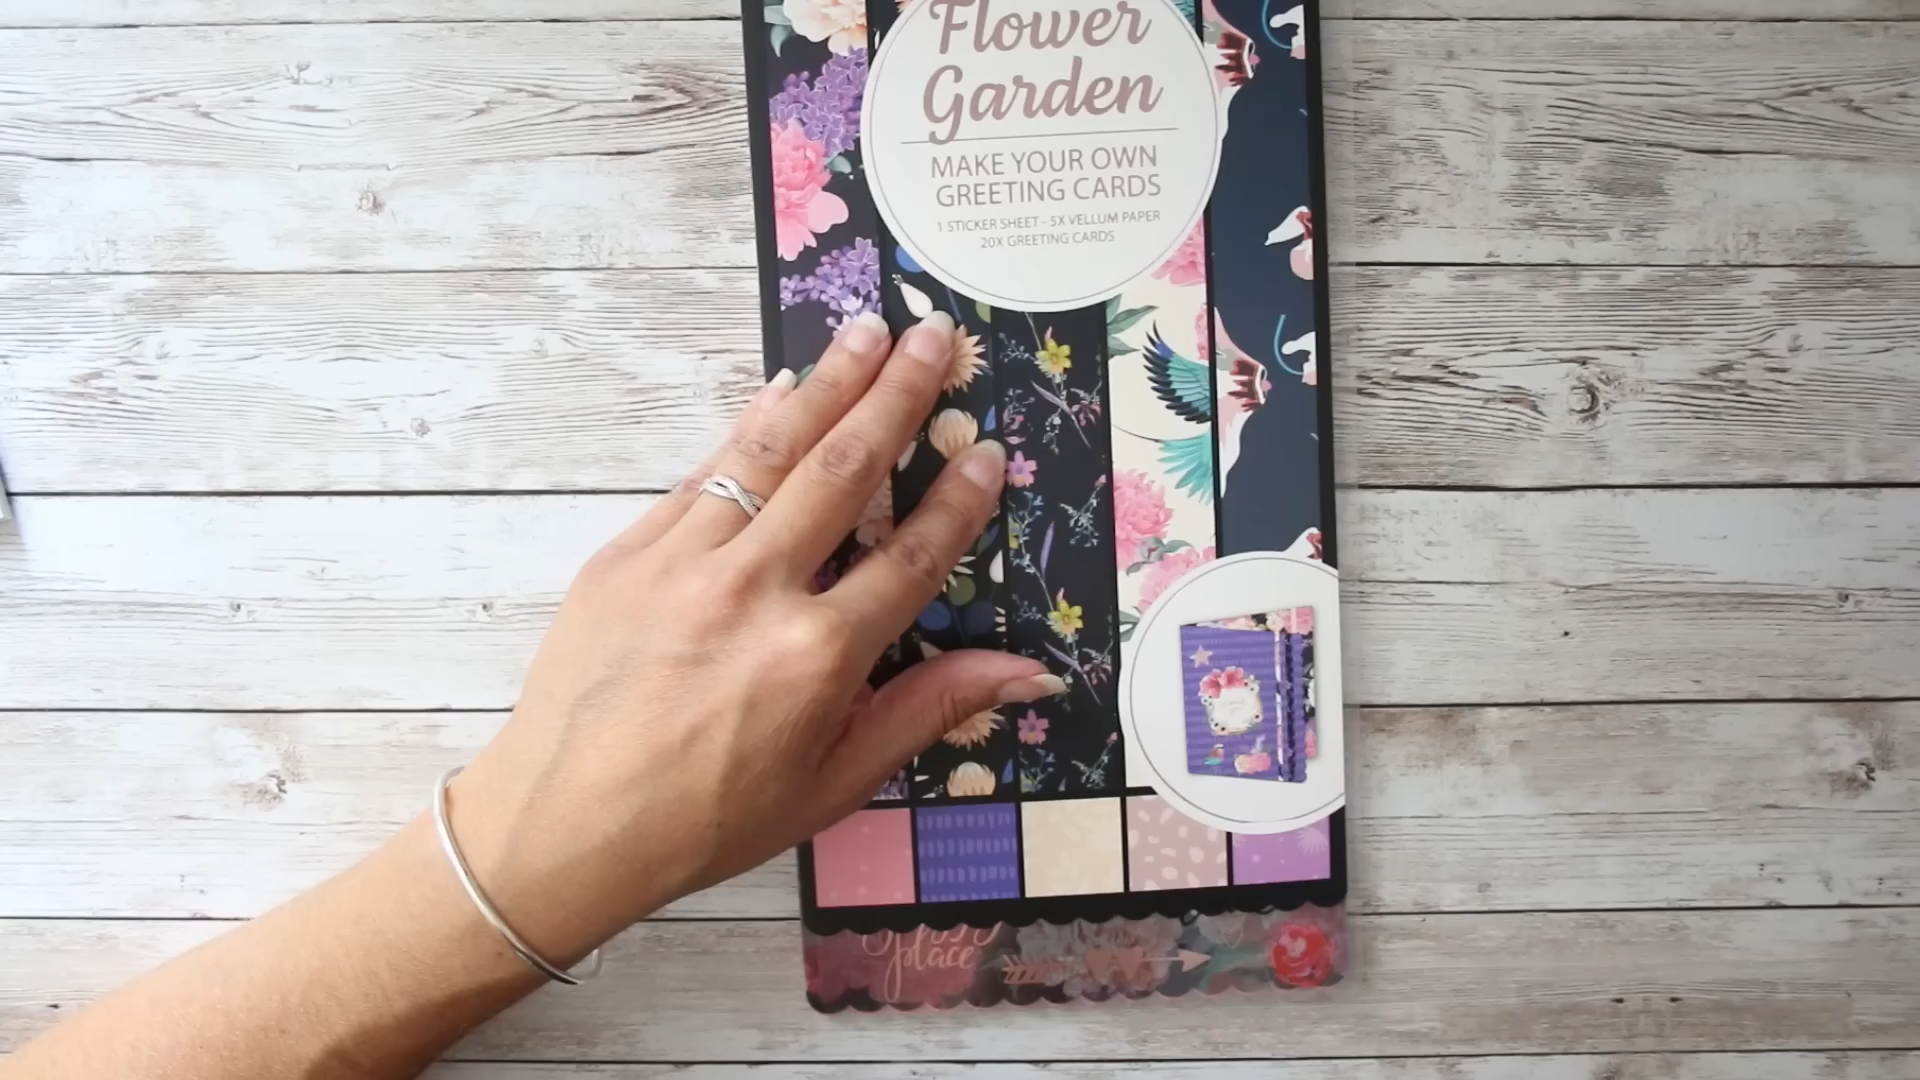 Flower
Garden
MAKE YOUR OWN
GREETING CARDS
1 STICKER SHEET - 5X VELLUM PAPER
20X GREETING CARDS
place